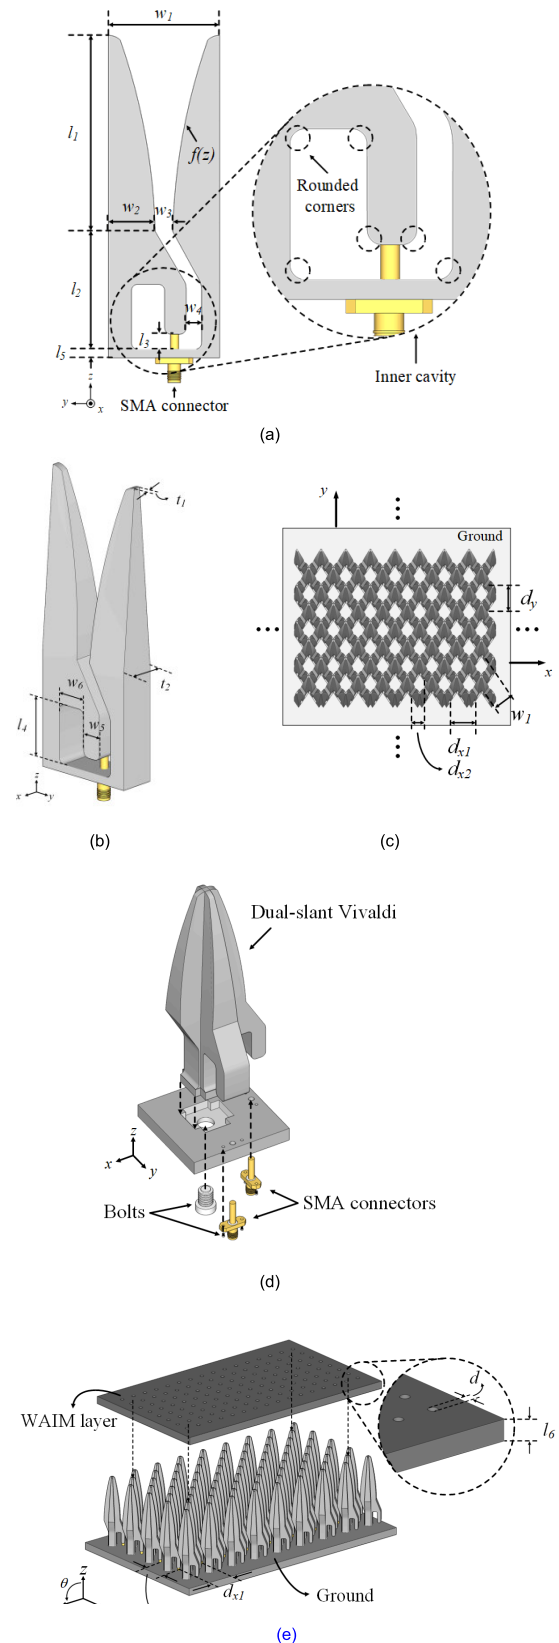 w1
l1
f(z)
w2
w3
Rounded
corners
l2
w4
l3
l5
z
y
x
SMA connector
Inner cavity
(a)
t1
t2
w6
w5
l4
z
x
y
(b)
y
Ground
dy
x
w1
dx1
dx2
(c)
Dual-slant Vivaldi
z
x
y
Bolts
SMA connectors
(d)
WAIM layer
d
l6
θ
z
dx1
Ground
(e)